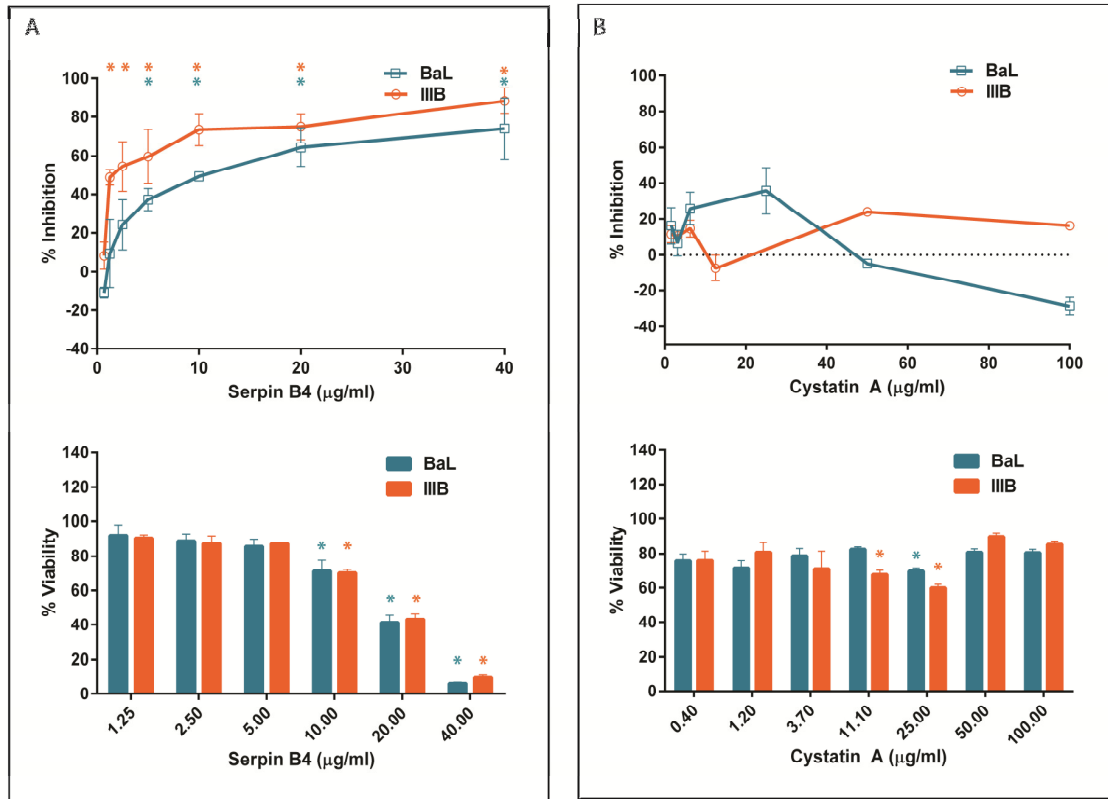 A
* * * * * *
* * * *
BaL
IIIB
100
80
60
40
20
0
-20
-40
% Inhibition
0 10 20 30 40
Serpin B4 (μg/ml)
140
120
100
80
60
40
20
0
% Viability
BaL
IIIB
* *
* *
* *
1.25 2.50 5.00 10.00 20.00 40.00
Serpin B4 (μg/ml)
B
BaL
IIIB
100
80
60
40
20
0
-20
-40
% Inhibition
0 20 40 60 80 100
Cystatin A (μg/ml)
140
120
100
80
60
40
20
0
% Viability
BaL
IIIB
* * *
0.40 1.20 3.70 11.10 25.00 50.00 100.00
Cystatin A (μg/ml)